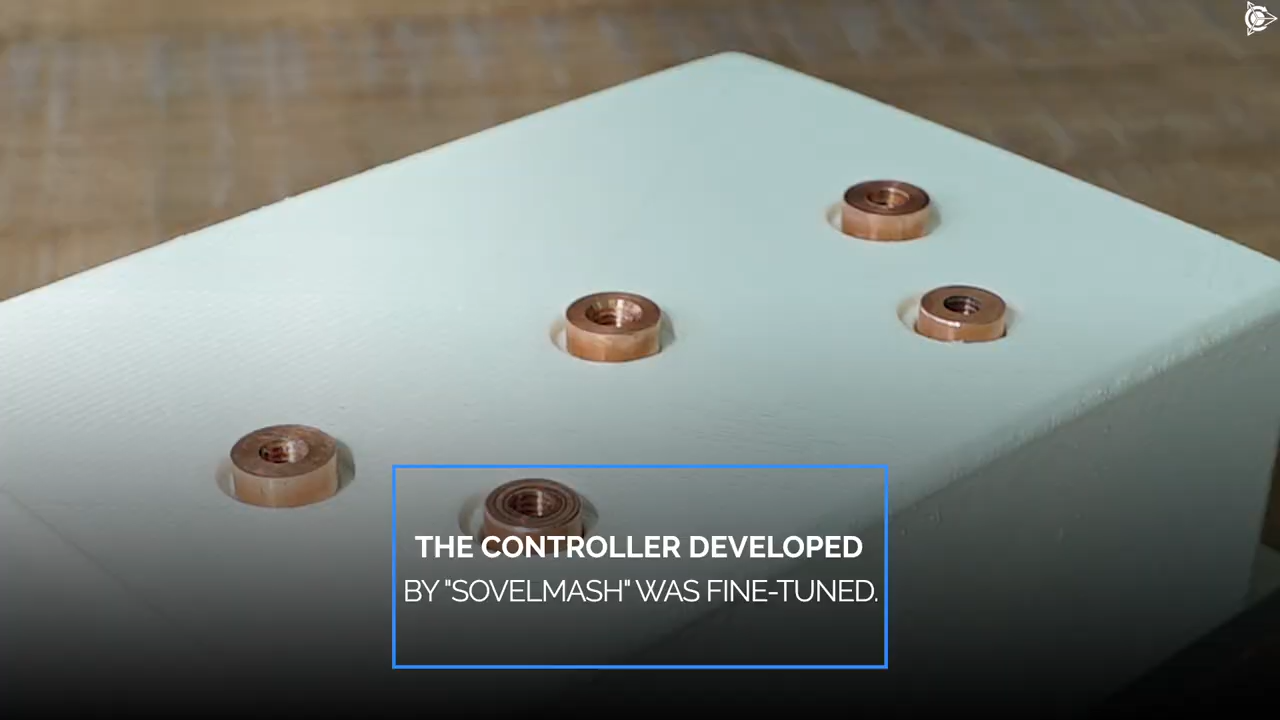 THE CONTROLLER DEVELOPED
BY "SOVELMASH" WAS FINE-TUNED.